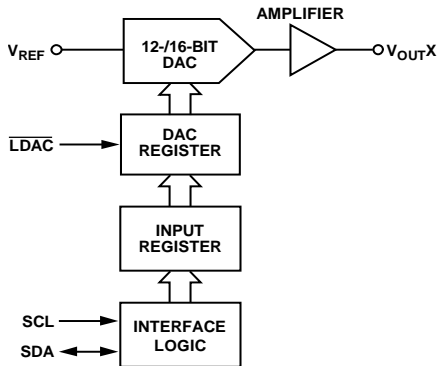 AMPLIFIER
VREF
12-/16-BIT
DAC
VOUTX
LDAC
DAC
REGISTER
INPUT
REGISTER
SCL
SDA
INTERFACE
LOGIC